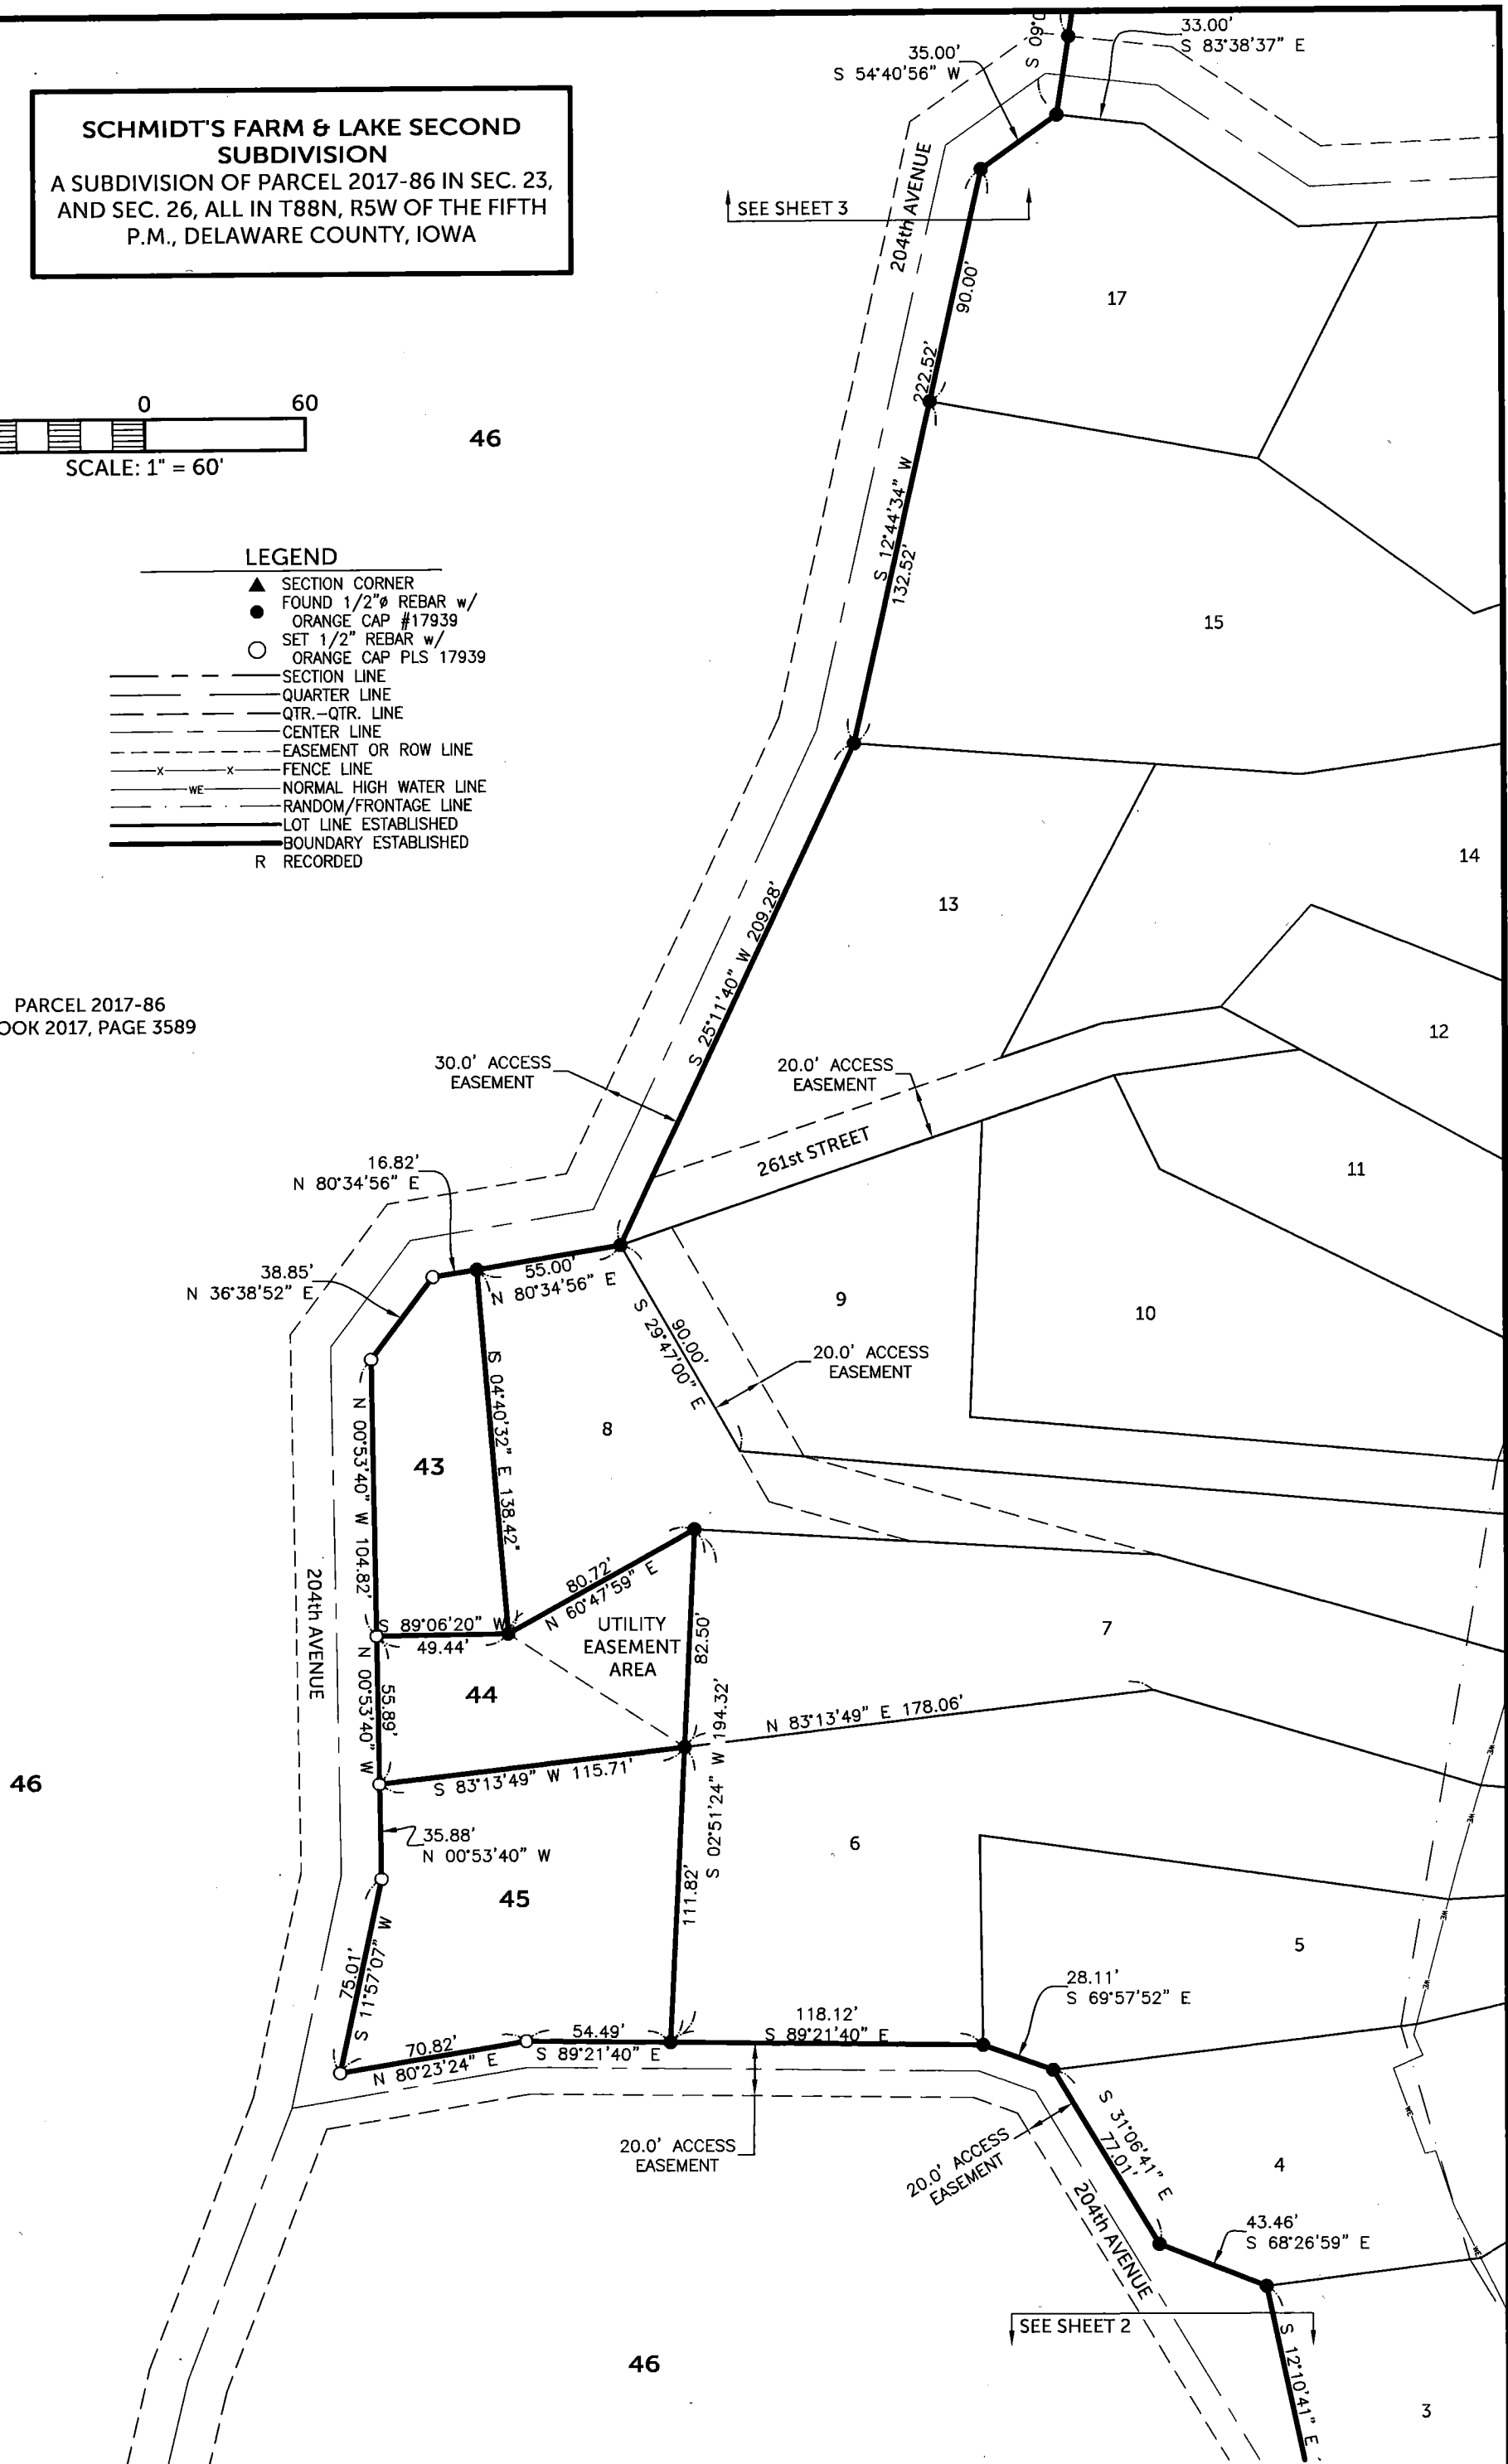 33.00'
S 83°38'37" E
35.00'
S 54°40'56" W
SCHMIDT'S FARM & LAKE SECOND
SUBDIVISION
A SUBDIVISION OF PARCEL 2017-86 IN SEC. 23,
AND SEC. 26, ALL IN T88N, R5W OF THE FIFTH
P.M., DELAWARE COUNTY, IOWA
SEE SHEET 3
204th AVENUE
90.00'
17
222.52'
0 60
SCALE: 1" = 60'
46
S 12°44'34" W
132.52'
15
LEGEND
SECTION CORNER
FOUND 1/2"ø REBAR w/
ORANGE CAP #17939
SET 1/2" REBAR w/
ORANGE CAP PLS 17939
SECTION LINE
QUARTER LINE
QTR.-QTR. LINE
CENTER LINE
EASEMENT OR ROW LINE
X X FENCE LINE
WE NORMAL HIGH WATER LINE
RANDOM/FRONTAGE LINE
LOT LINE ESTABLISHED
BOUNDARY ESTABLISHED
R RECORDED
14
13
S 25°11'40" W 209.28'
PARCEL 2017-86
OOK 2017, PAGE 3589
12
30.0' ACCESS
EASEMENT
20.0' ACCESS
EASEMENT
261st STREET
11
16.82'
N 80°34'56" E
38.85'
N 36°38'52" E
55.00'
N 80°34'56" E
9
10
90.00'
S 29°47'00" E
20.0' ACCESS
EASEMENT
N 00°53'40" W 104.82'
43
S 04°40'32" E 138.42'
8
80.72'
N 60°47'59" E
204th AVENUE
S 89°06'20" W
49.44'
UTILITY
EASEMENT
AREA
82.50'
7
N 00°53'40" W
55.89'
44
S 02°51'24" W 194.32'
N 83°13'49" E 178.06'
S 83°13'49" W 115.71'
46
35.88'
N 00°53'40" W
6
WE
WE
45
111.82'
5
WE
WE
75.01'
S 11°57'07" W
28.11'
S 69°57'52" E
70.82'
N 80°23'24" E
54.49'
S 89°21'40" E
118.12'
S 89°21'40" E
WE
20.0' ACCESS
EASEMENT
20.0' ACCESS
EASEMENT
S 31°06'41" E
77.01'
4
204th AVENUE
43.46'
S 68°26'59" E
WE
SEE SHEET 2
46
S 12°10'41" E
3